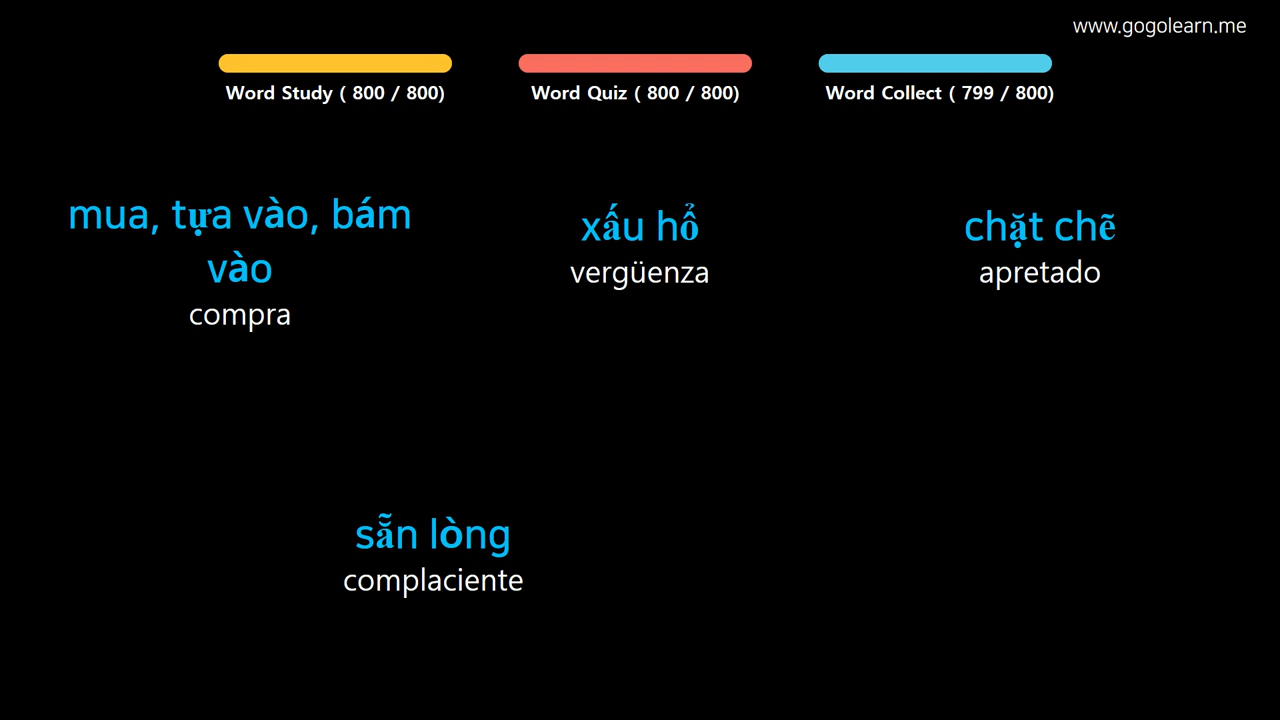 www.gogolearn.me
Word Study ( 800 / 800)
Word Quiz ( 800 / 800)
Word Collect ( 799 / 800)
mua, tựa vào, bám
vào
compra
xấu hổ
vergüenza
chặt chẽ
apretado
sẵn lòng
complaciente